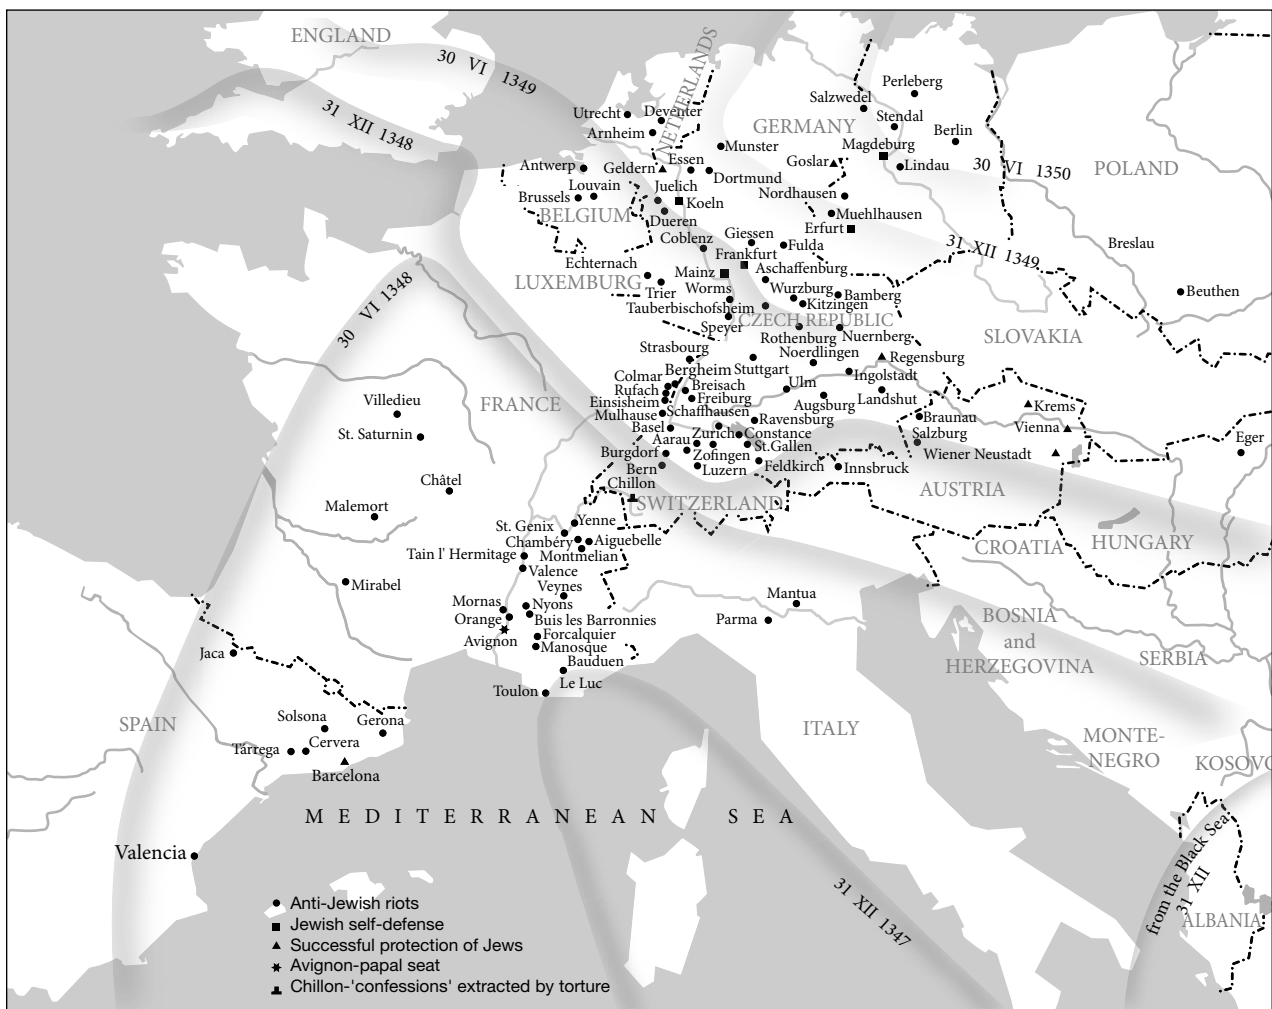 ENGLAND
30 VI 1349
31 XII 1348
NETHERLANDS
Perleberg
Salzwedel
Stendal
Utrecht
Deventer
Arnheim
GERMANY
Berlin
Munster
Magdeburg
Antwerp
Geldern
Essen
Goslar
Lindau
30 VI 1350
POLAND
Dortmund
Louvain
Juelich
Nordhausen
Brussels
Koeln
BELGIUM
Dueren
Muehlhausen
Erfurt
Coblenz
Giessen
Fulda
31 XII 1349
Breslau
Frankfurt
Echternach
Mainz
Aschaffenburg
LUXEMBURG
Trier
Worms
Wurzburg
Bamberg
Beuthen
Kitzingen
Tauberbischofsheim
30 VI 1348
CZECH REPUBLIC
Speyer
Rothenburg
Nuernberg
SLOVAKIA
Strasbourg
Noerdlingen
Regensburg
Bergheim
Stuttgart
Colmar
Breisach
Ulm
Ingolstadt
Rufach
Freiburg
Landshut
Einsisheim
Augsburg
Villedieu
FRANCE
Mulhause
Schaffhausen
Krems
Ravensburg
Braunau
Vienna
Basel
St. Saturnin
Aarau
Zurich
Constance
Salzburg
Eger
St.Gallen
Burgdorf
Zofingen
Wiener Neustadt
Bern
Luzern
Feldkirch
Innsbruck
Châtel
Chillon
AUSTRIA
Malemort
SWITZERLAND
Yenne
St. Genix
Chambéry
Aiguebelle
HUNGARY
Tain l' Hermitage
Montmelian
CROATIA
Valence
Mirabel
Veynes
Mantua
Mornas
Nyons
Orange
Buis les Barronnies
Parma
BOSNIA
and
HERZEGOVINA
Avignon
Forcalquier
Manosque
Jaca
Bauduen
SERBIA
Le Luc
Toulon
SPAIN
Solsona
Gerona
ITALY
Tárrega
Cervera
MONTE-
NEGRO
KOSOVO
Barcelona
MEDITERRANEAN SEA
Valencia
31 XII 1347
from the Black Sea
31 XII
ALBANIA
Anti-Jewish riots
Jewish self-defense
Successful protection of Jews
Avignon-papal seat
Chillon-'confessions' extracted by torture